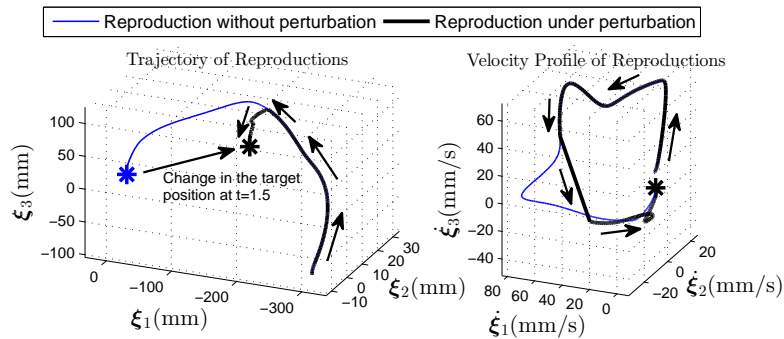 Reproduction without perturbation
Reproduction under perturbation
Trajectory of Reproductions
100
50
0
−50
−100
ξ3(mm)
0
−100
−200
−300
ξ1(mm)
−10
0
10
20
30
ξ2(mm)
Change in the target
position at t=1.5
Velocity Profile of Reproductions
60
40
20
0
−20
−40
ξ̇3(mm/s)
80
60
40
20
0
ξ̇1(mm/s)
−20
0
20
ξ̇2(mm/s)